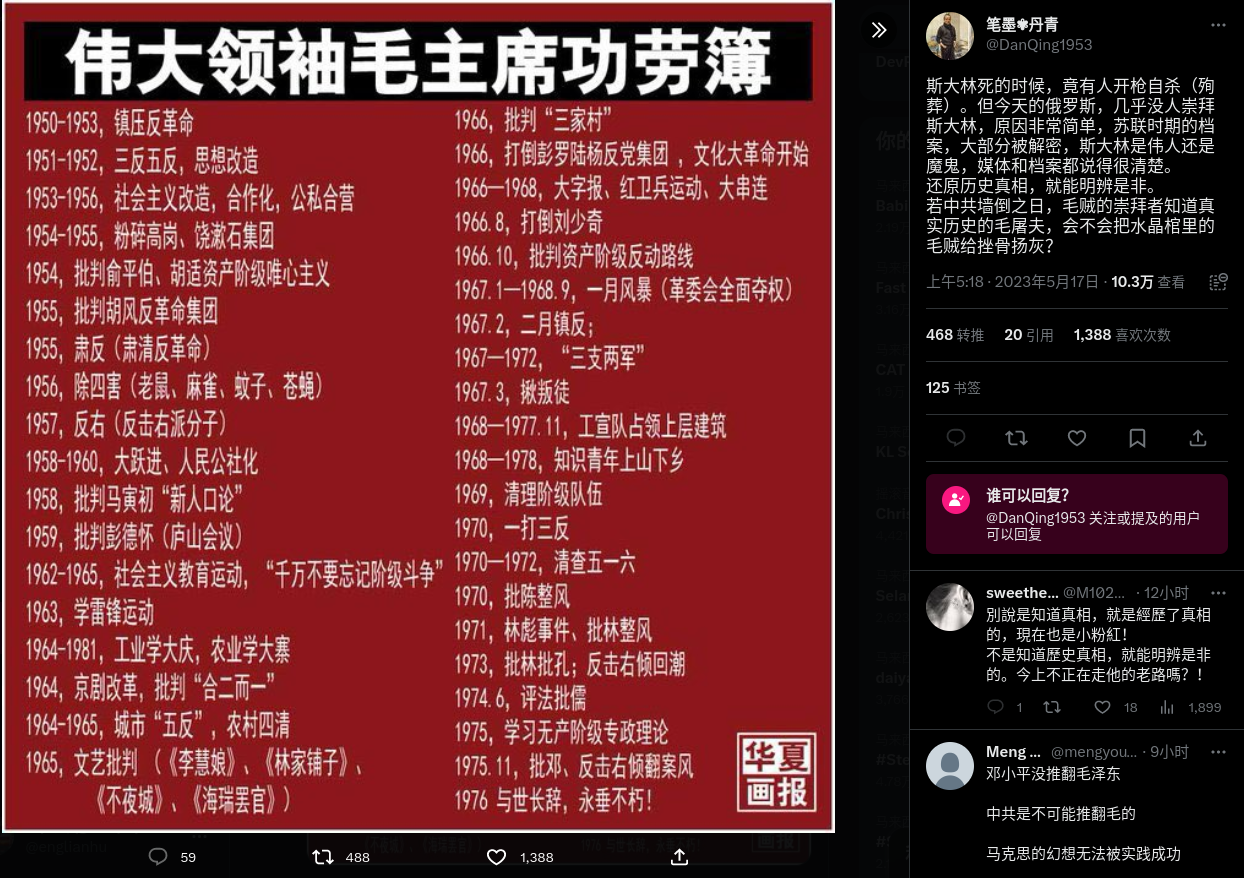 伟大领袖毛主席功劳簿
1950-1953，镇压反革命
1951-1952，三反五反，思想改造
1953-1956，社会主义改造，合作化，公私合营
1954-1955，粉碎高岗、饶漱石集团
1954，批判俞平伯、胡适资产阶级唯心主义
1955，批判胡风反革命集团
1955，肃反（肃清反革命）
1956，除四害（老鼠、麻雀、蚊子、苍蝇）
1957，反右（反击右派分子）
1958-1960，大跃进、人民公社化
1958，批判马寅初“新人口论”
1959，批判彭德怀（庐山会议）
1962-1965，社会主义教育运动，“千万不要忘记阶级斗争”
1963，学雷锋运动
1964-1981，工业学大庆，农业学大寨
1964，京剧改革，批判“合二而一”
1964-1965，城市“五反”，农村四清
1965，文艺批判（《李慧娘》、《林家铺子》、
《不夜城》、《海瑞罢官》）
1966，批判“三家村”
1966，打倒彭罗陆杨反党集团 ，文化大革命开始
1966—1968，大字报、红卫兵运动、大串连
1966.8，打倒刘少奇
1966.10，批判资产阶级反动路线
1967.1—1968.9，一月风暴（革委会全面夺权）
1967.2，二月镇反；
1967—1972，“三支两军”
1967.3，揪叛徒
1968—1977.11，工宣队占领上层建筑
1968—1978，知识青年上山下乡
1969，清理阶级队伍
1970，一打三反
1970—1972，清查五一六
1970，批陈整风
1971，林彪事件、批林整风
1973，批林批孔；反击右倾回潮
1974.6，评法批儒
1975，学习无产阶级专政理论
1975.11，批邓、反击右倾翻案风
1976 与世长辞，永垂不朽！
华夏
画报
59
488
1,388
笔墨✾丹青
@DanQing1953
斯大林死的时候，竟有人开枪自杀（殉
葬）。但今天的俄罗斯，几乎没人崇拜
斯大林，原因非常简单，苏联时期的档
案，大部分被解密，斯大林是伟人还是
魔鬼，媒体和档案都说得很清楚。
还原历史真相，就能明辨是非。
若中共墙倒之日，毛贼的崇拜者知道真
实历史的毛屠夫，会不会把水晶棺里的
毛贼给挫骨扬灰？
上午5:18 · 2023年5月17日 · 10.3万 查看
468 转推 20 引用 1,388 喜欢次数
125 书签
谁可以回复？
@DanQing1953 关注或提及的用户
可以回复
sweethe... @M102... · 12小时
別說是知道真相，就是經歷了真相
的，現在也是小粉紅！
不是知道歷史真相，就能明辨是非
的。今上不正在走他的老路嗎？！
1 18 1,899
Meng ... @mengyou... · 9小时
邓小平没推翻毛泽东
中共是不可能推翻毛的
马克思的幻想无法被实践成功